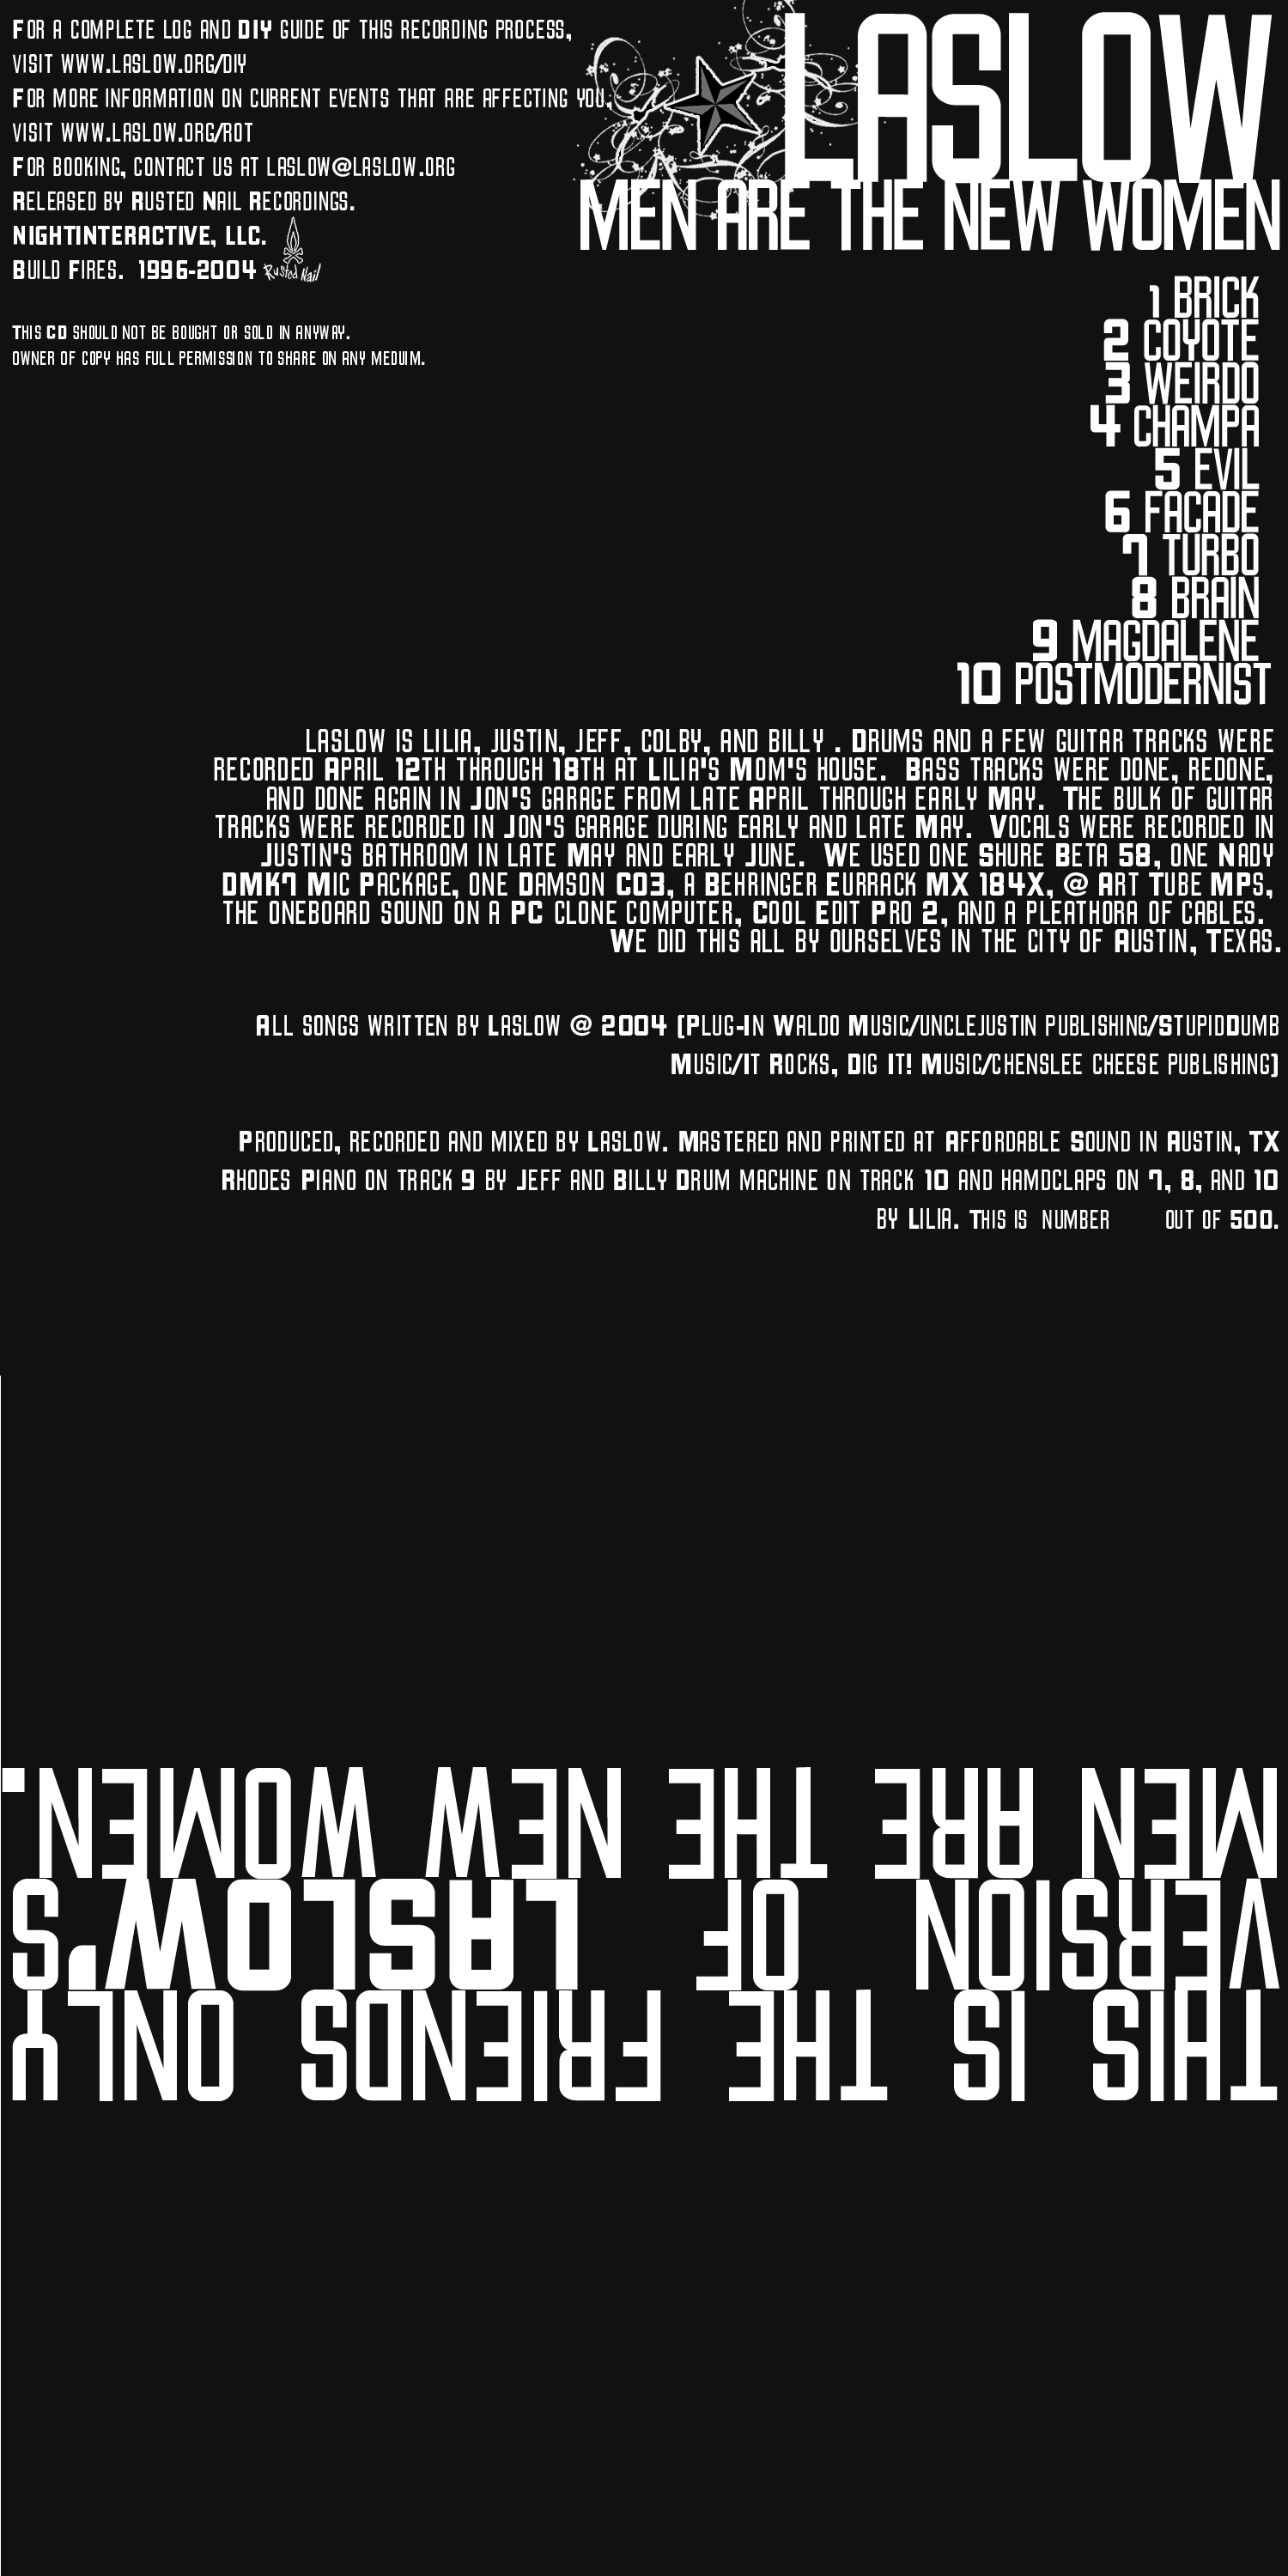 For a complete log and DIY guide of this recording process,
visit www.laslow.org/diy
For more information on current events that are affecting you,
visit www.laslow.org/rot
For booking, contact us at laslow@laslow.org
Released by Rusted Nail Recordings.
NIGHTINTERACTIVE, LLC.
Build Fires. 1996-2004 Rusted Nail
This CD should not be bought or sold in anyway.
owner of copy has full permission to share on any meduim.
LASLOW
MEN ARE THE NEW WOMEN
1 BRICK
2 COYOTE
3 WEIRDO
4 CHAMPA
5 EVIL
6 FACADE
7 TURBO
8 BRAIN
9 MAGDALENE
10 POSTMODERNIST
laslow is lilia, justin, jeff, colby, and billy . Drums and a few guitar tracks were
recorded April 12th through 18th at Lilia's Mom's house. Bass tracks were done, redone,
and done again in Jon's garage from late April through early May. The bulk of guitar
tracks were recorded in Jon's garage during early and late May. Vocals were recorded in
Justin's bathroom in late May and early June. We used one Shure Beta 58, one Nady
DMK7 Mic Package, one Damson C03, a Behringer Eurrack MX 184X, @ Art Tube MPs,
the oneboard sound on a PC clone computer, Cool Edit Pro 2, and a pleathora of cables.
We did this all by ourselves in the city of Austin, Texas.
All songs written by Laslow @ 2004 (Plug-In Waldo Music/unclejustin publishing/StupidDumb
Music/It Rocks, Dig It! Music/chenslee cheese publishing)
Produced, recorded and mixed by Laslow. Mastered and printed at Affordable Sound in Austin, TX
Rhodes Piano on track 9 by Jeff and Billy Drum machine on track 10 and hamdclaps on 7, 8, and 10
by Lilia. This is number out of 500.
THIS IS THE FRIENDS ONLY
VERSION OF LASLOW'S
MEN ARE THE NEW WOMEN.